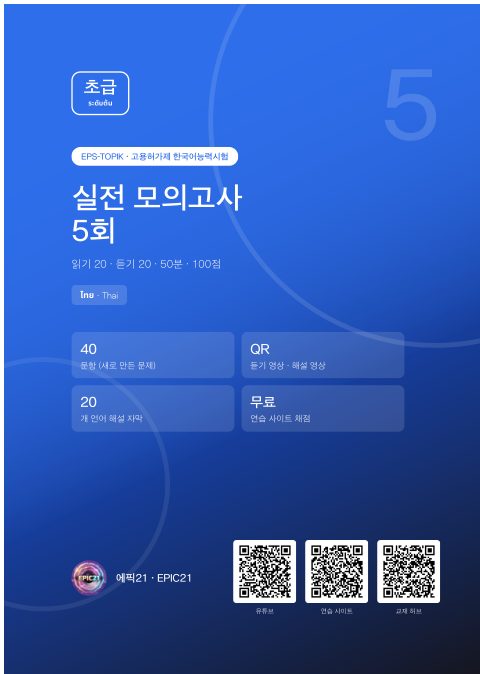 초급
ระดับต้น
5
EPS-TOPIK · 고용허가제 한국어능력시험
실전 모의고사
5회
읽기 20 · 듣기 20 · 50분 · 100점
ไทย · Thai
40
문항 (새로 만든 문제)
QR
듣기 영상 · 해설 영상
20
개 언어 해설 자막
무료
연습 사이트 채점
EPIC21
에픽21 · EPIC21
유튜브
연습 사이트
교재 허브